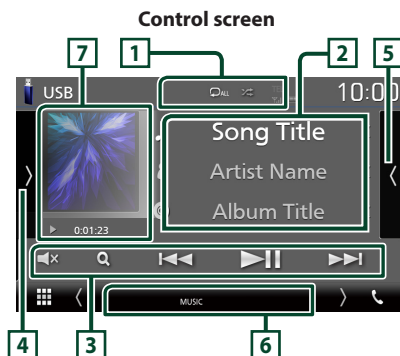 Control screen
7 1 2 5
USB ALL 10:00
Song Title
Artist Name
Album Title
0:01:23
MUSIC
4 3 6